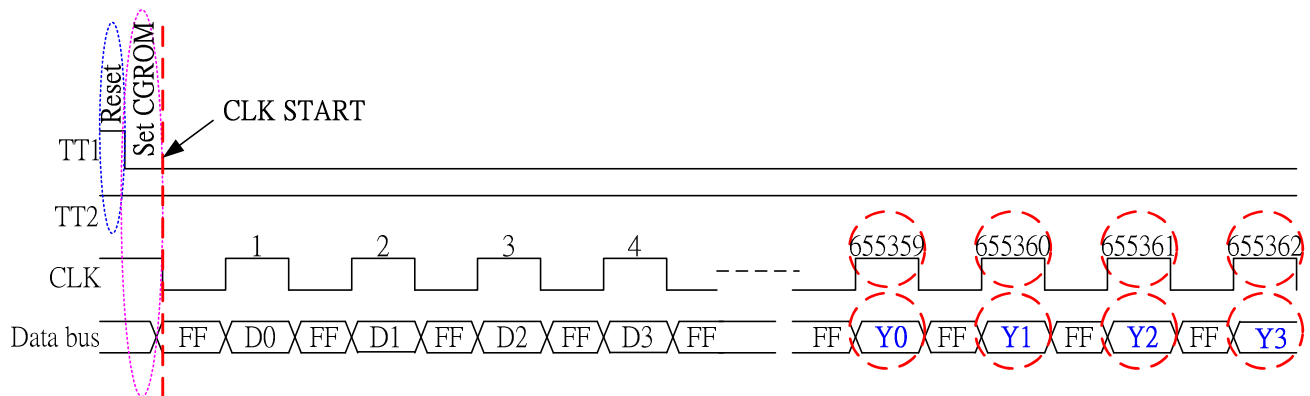 Reset
Set CGROM
CLK START
TT1
TT2
CLK 1 2 3 4 655359 655360 655361 655362
Data bus FF D0 FF D1 FF D2 FF D3 FF FF Y0 FF Y1 FF Y2 FF Y3